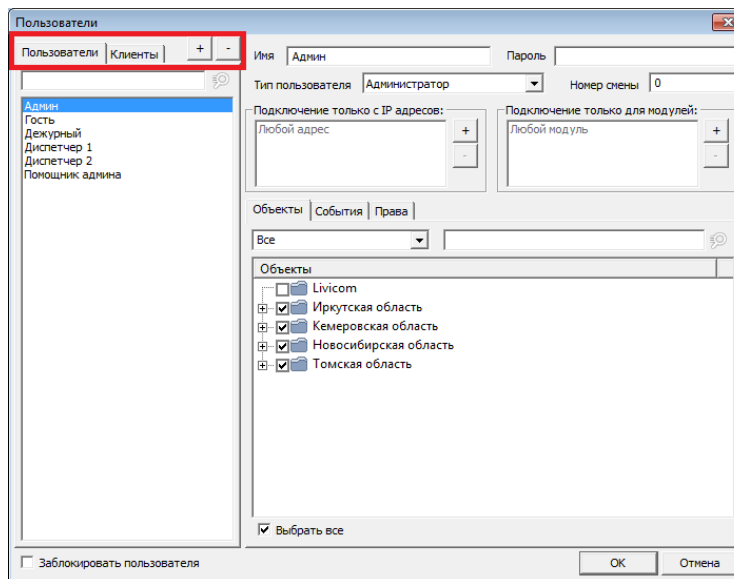 Пользователи
Пользователи Клиенты + -
Имя Админ Пароль
Тип пользователя Администратор Номер смены 0
Подключение только с IP адресов: Подключение только для модулей:
Любой адрес + Любой модуль +
- -
Админ
Гость
Дежурный
Диспетчер 1
Диспетчер 2
Помощник админа
Объекты События Права
Все
Объекты
Livicom
Иркутская область
Кемеровская область
Новосибирская область
Томская область
Выбрать все
Заблокировать пользователя OK Отмена